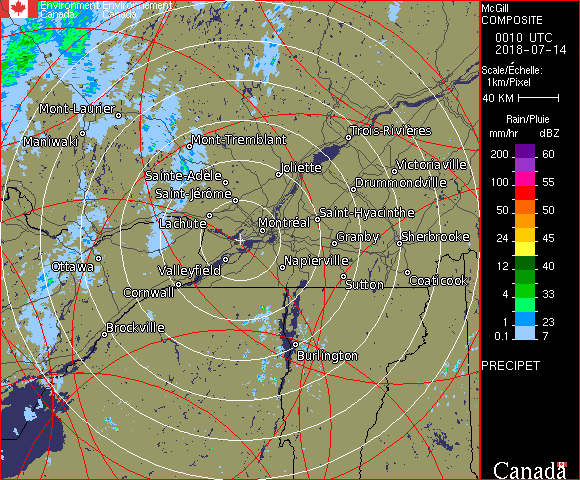 Environment Environnement
Canada Canada
Mont-Laurier
Maniwaki
Mont-Tremblant
Trois-Rivières
Joliette
Victoriaville
Sainte-Adèle
Drummondville
Saint-Jérôme
Lachute
Saint-Hyacinthe
Montréal
Granby
Sherbrooke
Ottawa
Valleyfield
Napierville
Cornwall
Sutton
Coaticook
Brockville
Burlington
McGill
COMPOSITE
0010 UTC
2018-07-14
Scale/Échelle:
1km/Pixel
40 KM
Rain/Pluie
mm/hr dBZ
200 60
150 57
100 55
50 50
24 45
12 40
4 33
1 23
0.1 7
PRECIPET
Canada